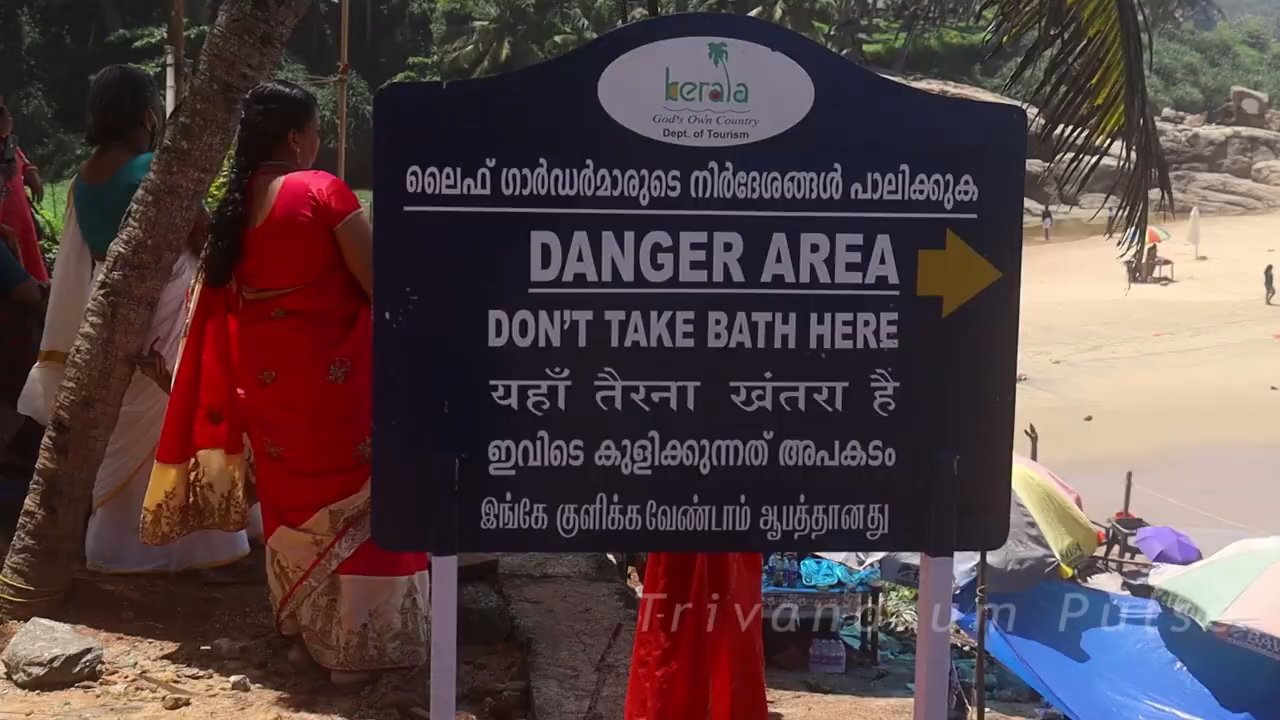 kerala
God's Own Country
Dept. of Tourism
ലൈഫ് ഗാർഡർമാരുടെ നിർദേശങ്ങൾ പാലിക്കുക
DANGER AREA
DON'T TAKE BATH HERE
यहाँ तैरना खंतरा है
ഇവിടെ കുളിക്കുന്നത് അപകടം
இங்கே குளிக்க வேண்டாம் ஆபத்தானது
Trivandrum